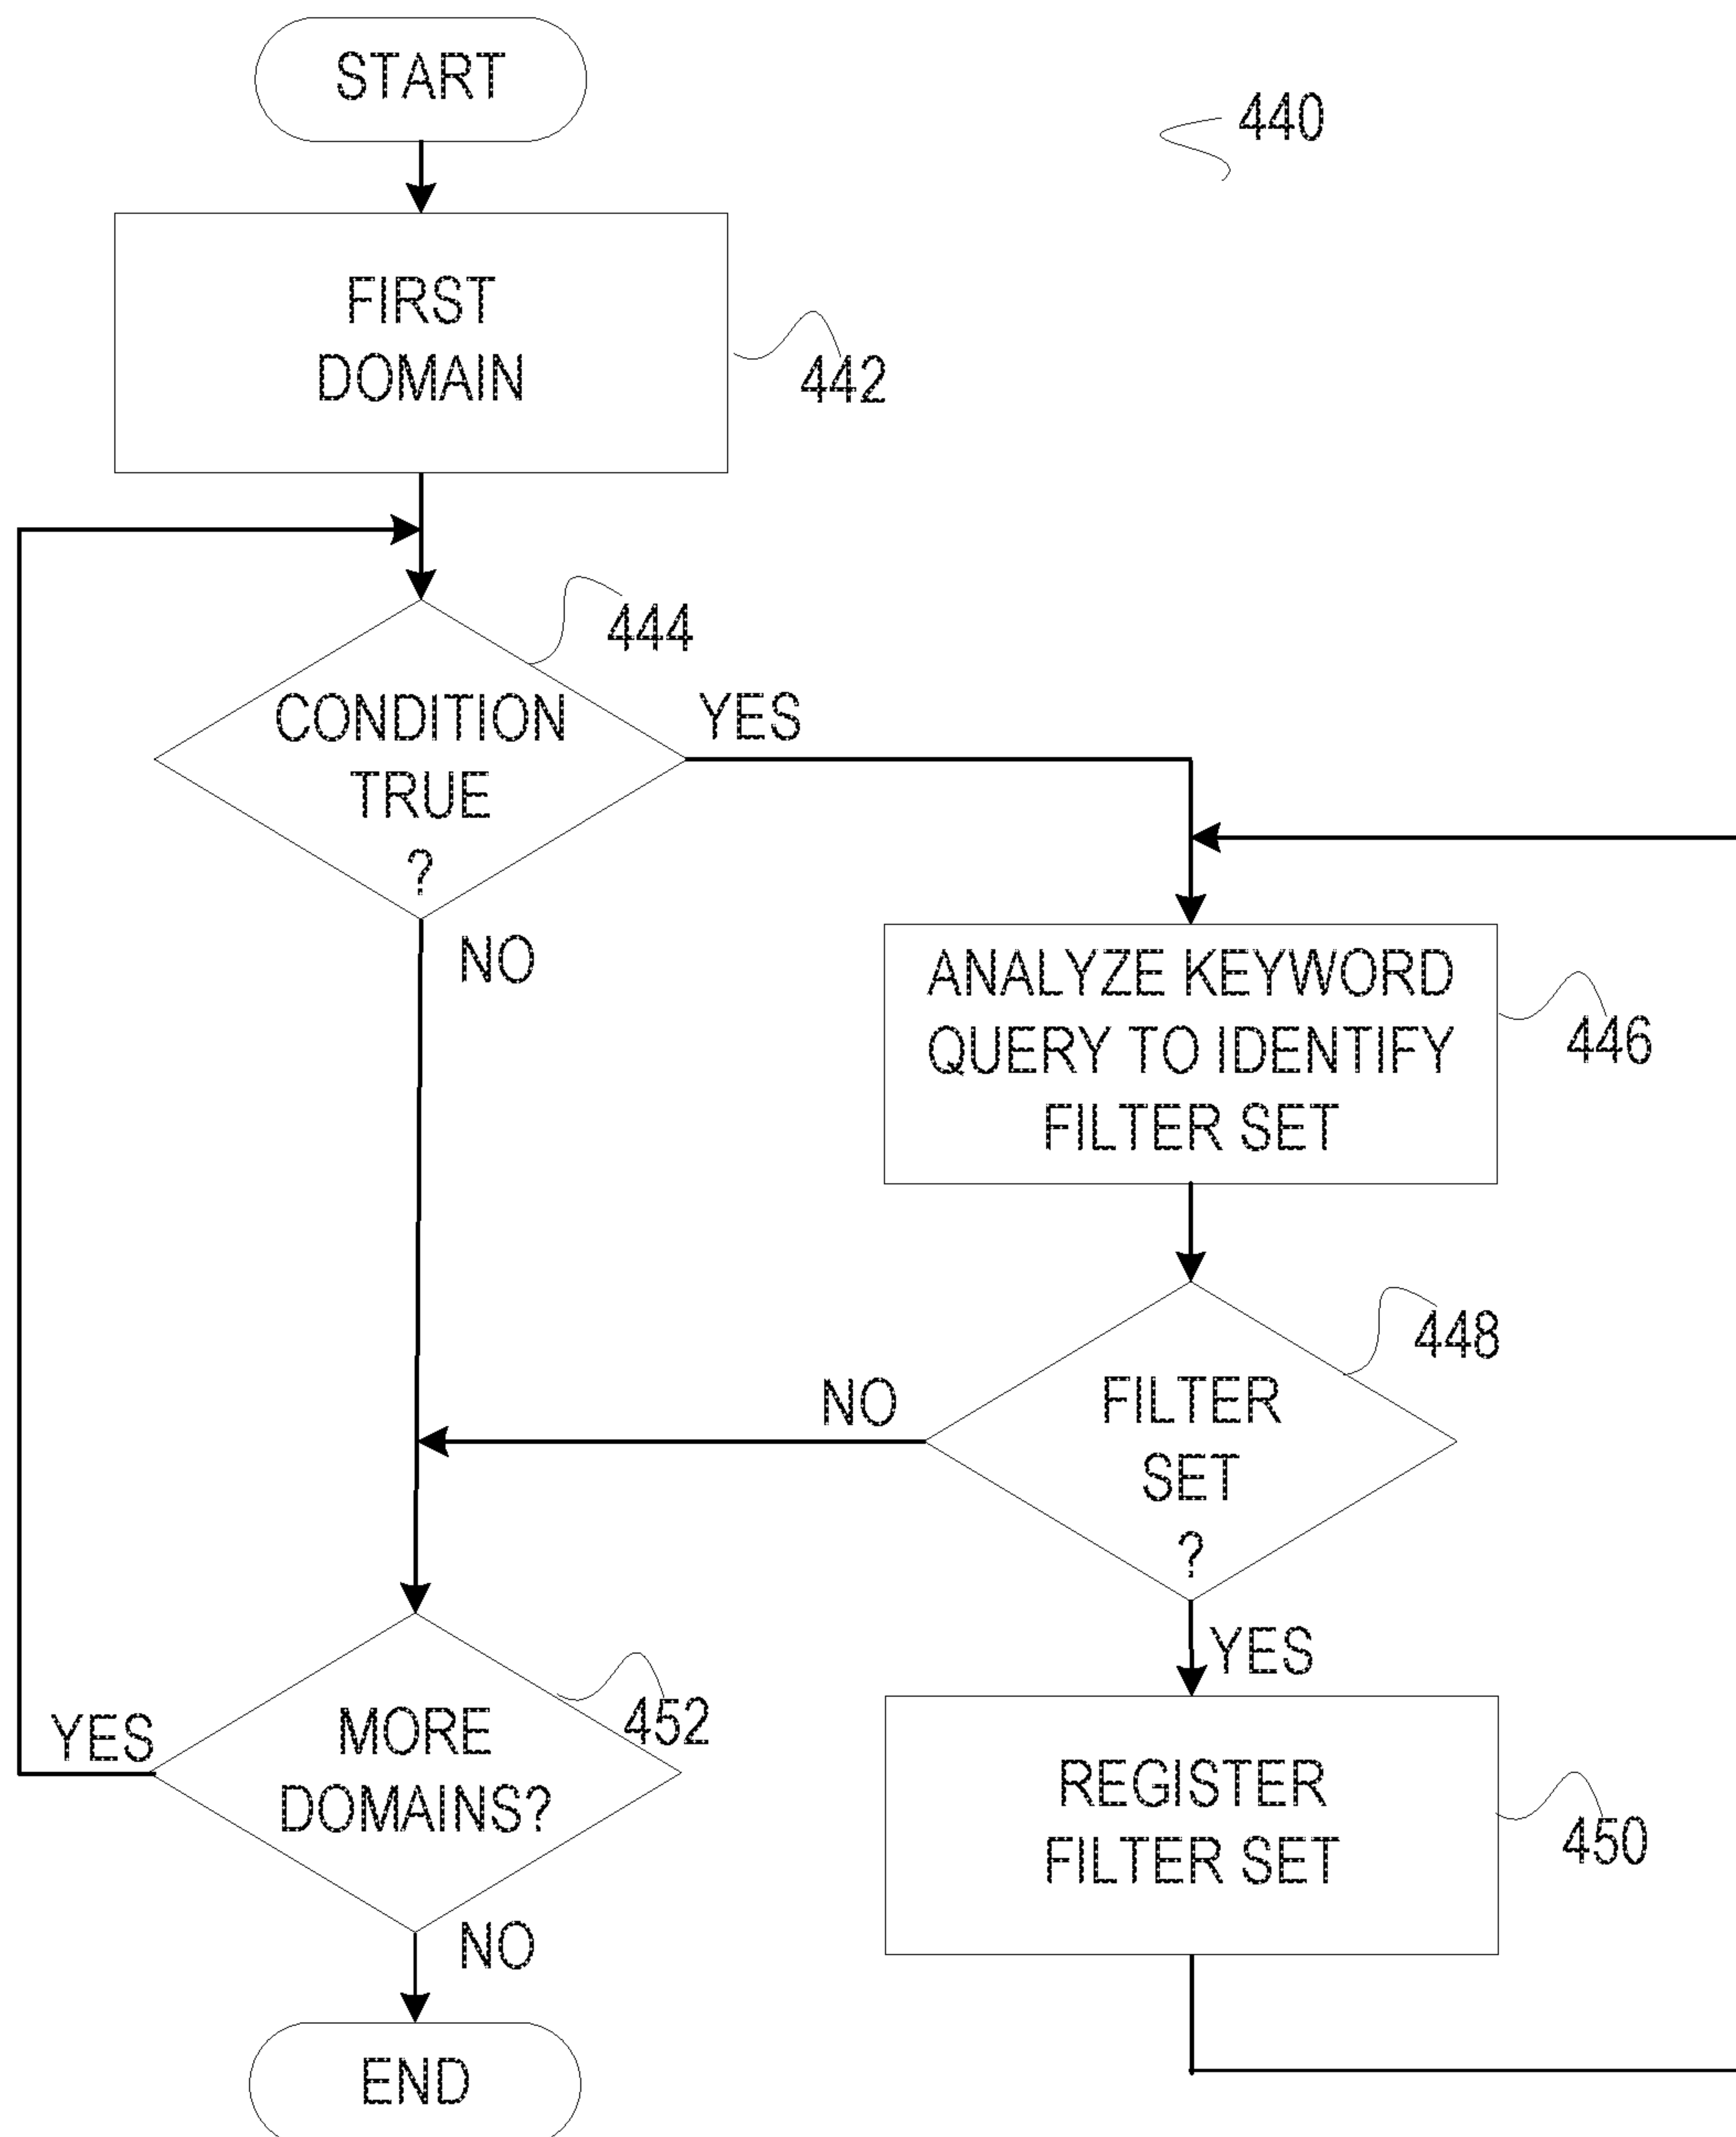 START
440
FIRST
DOMAIN
442
444
CONDITION
TRUE
?
YES
NO
ANALYZE KEYWORD
QUERY TO IDENTIFY
FILTER SET
446
448
FILTER
SET
?
NO
YES
452
MORE
DOMAINS?
YES
NO
REGISTER
FILTER SET
450
END